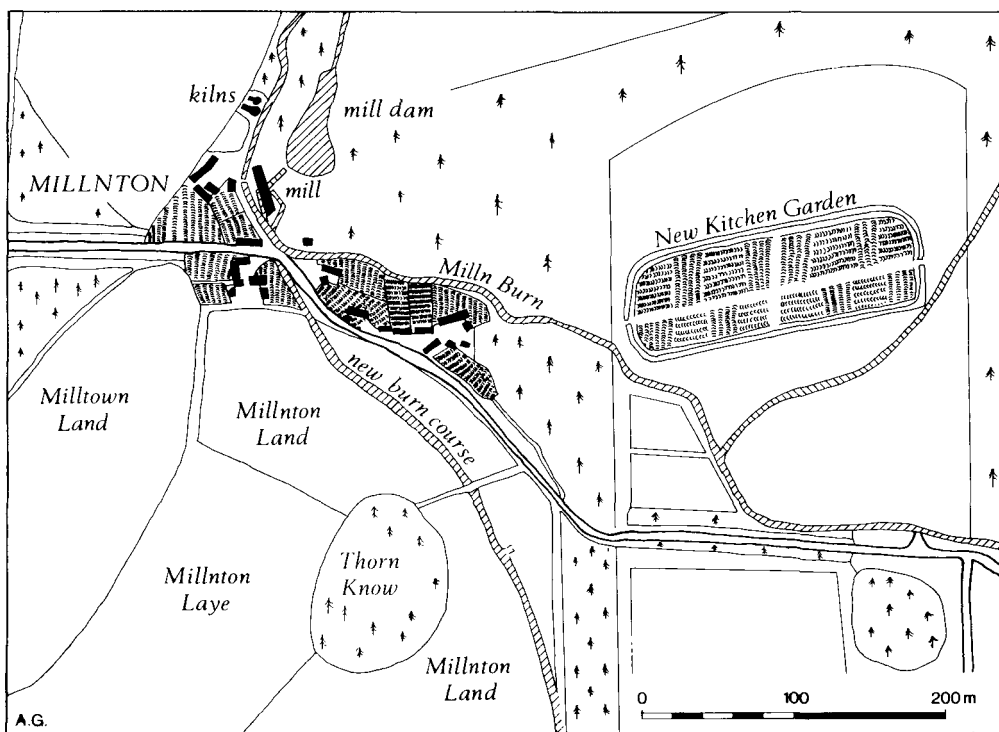 kilns
mill dam
MILLNTON
mill
New Kitchen Garden
Milln Burn
new burn course
Milltown
Land
Millnton
Land
Thorn
Know
Millnton
Laye
Millnton
Land
0 100 200 m
A.G.